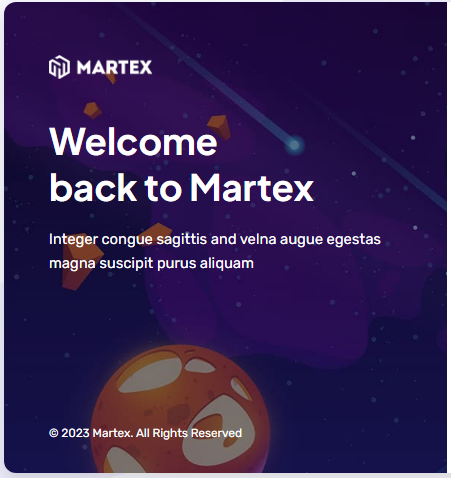 MARTEX
Welcome
back to Martex
Integer congue sagittis and velna augue egestas
magna suscipit purus aliquam
© 2023 Martex. All Rights Reserved